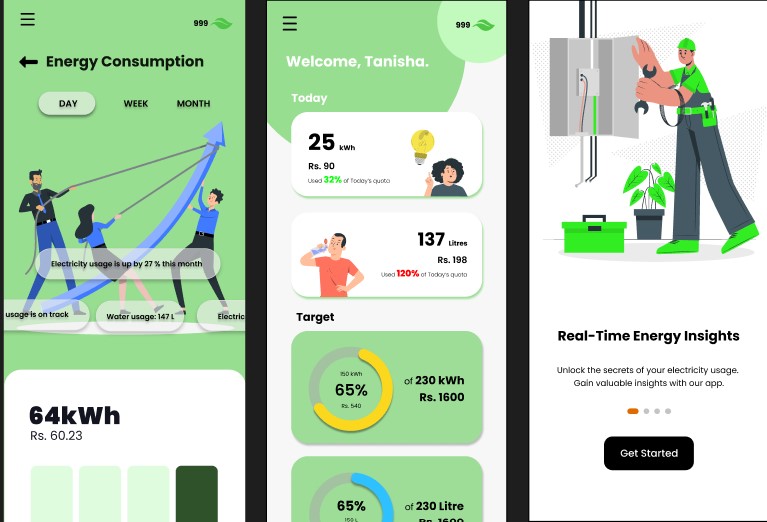 999
Energy Consumption
DAY WEEK MONTH
Electricity usage is up by 27 % this month
usage is on track
Water usage: 147 L
Electric
64kWh
Rs. 60.23
999
Welcome, Tanisha.
Today
25 kWh
Rs. 90
Used 32% of Today's quota
137 Litres
Rs. 198
Used 120% of Today's quota
Target
150 kWh
65%
Rs. 540
of 230 kWh
Rs. 1600
65%
150 L
of 230 Litre
Rs. 1600
Real-Time Energy Insights
Unlock the secrets of your electricity usage.
Gain valuable insights with our app.
Get Started